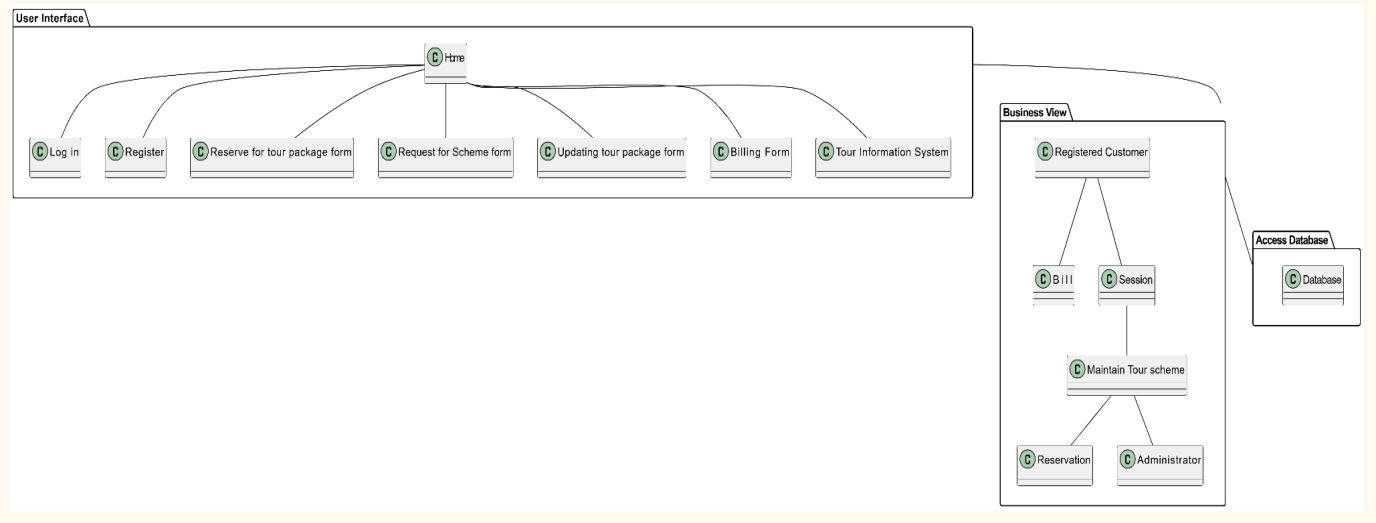 User Interface
C Home
C Log in
C Register
C Reserve for tour package form
C Request for Scheme form
C Updating tour package form
C Billing Form
C Tour Information System
Business View
C Registered Customer
C Bill
C Session
C Maintain Tour scheme
C Reservation
C Administrator
Access Database
C Database